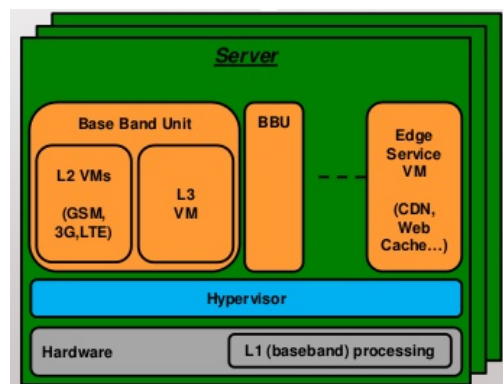 Server
Base Band Unit
L2 VMs
(GSM,
3G,LTE)
L3
VM
BBU
Edge
Service
VM
(CDN,
Web
Cache...)
Hypervisor
Hardware
L1 (baseband) processing